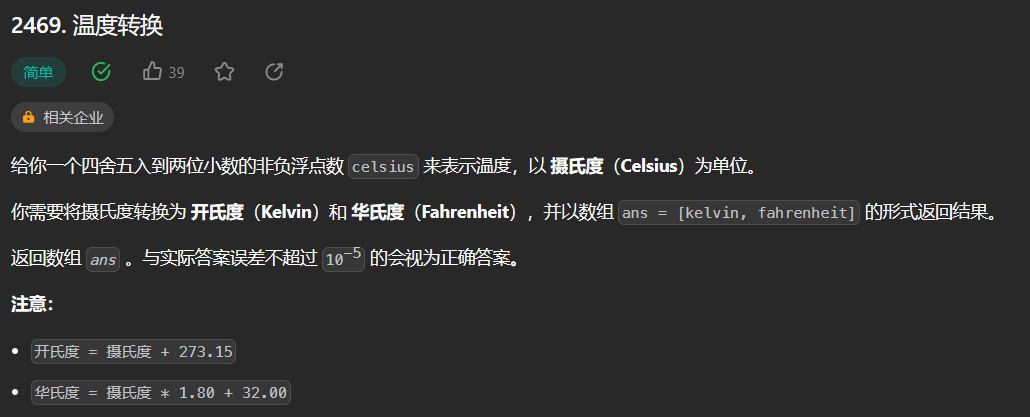 2469. 温度转换
简单 39
相关企业
给你一个四舍五入到两位小数的非负浮点数 celsius 来表示温度，以 摄氏度（Celsius）为单位。
你需要将摄氏度转换为 开氏度（Kelvin）和 华氏度（Fahrenheit），并以数组 ans = [kelvin, fahrenheit] 的形式返回结果。
返回数组 ans 。与实际答案误差不超过 10⁻⁵ 的会视为正确答案。
注意：
• 开氏度 = 摄氏度 + 273.15
• 华氏度 = 摄氏度 * 1.80 + 32.00